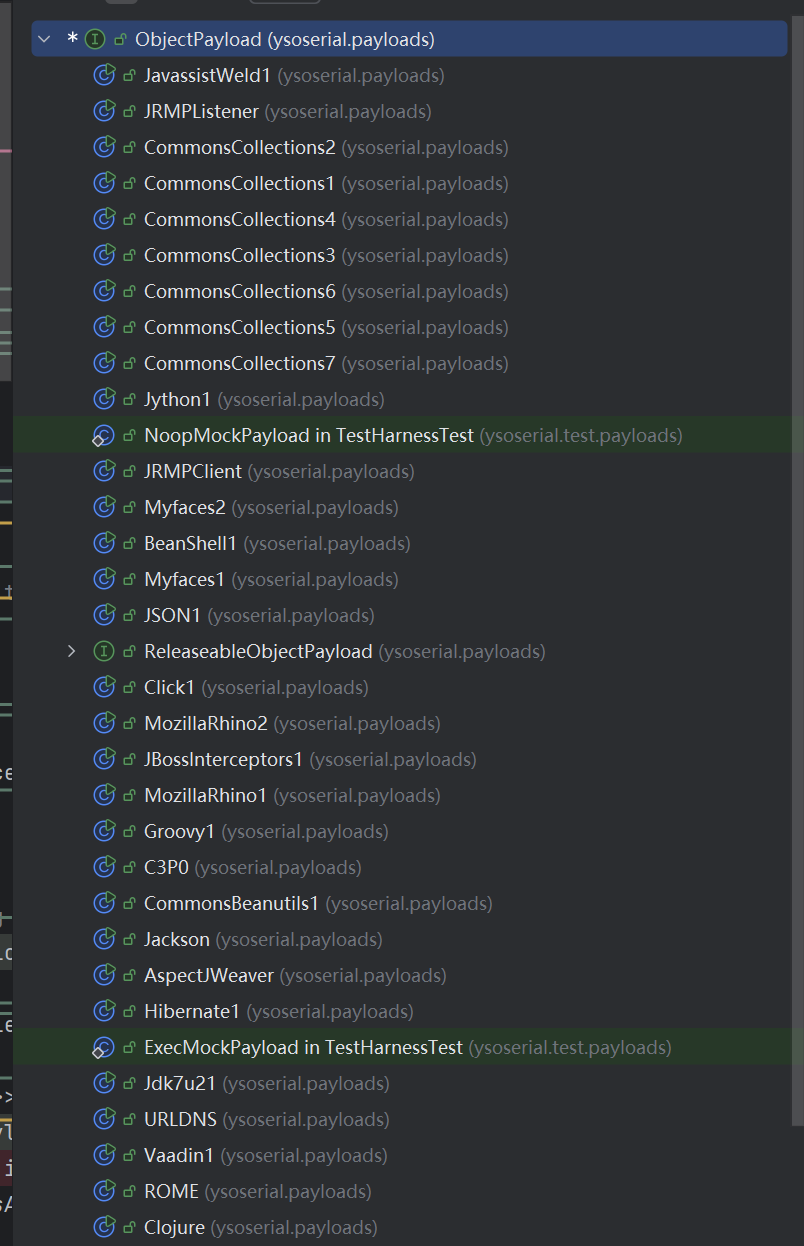 * ObjectPayload (ysoserial.payloads)
JavassistWeld1 (ysoserial.payloads)
JRMPListener (ysoserial.payloads)
CommonsCollections2 (ysoserial.payloads)
CommonsCollections1 (ysoserial.payloads)
CommonsCollections4 (ysoserial.payloads)
CommonsCollections3 (ysoserial.payloads)
CommonsCollections6 (ysoserial.payloads)
CommonsCollections5 (ysoserial.payloads)
CommonsCollections7 (ysoserial.payloads)
Jython1 (ysoserial.payloads)
NoopMockPayload in TestHarnessTest (ysoserial.test.payloads)
JRMPClient (ysoserial.payloads)
Myfaces2 (ysoserial.payloads)
BeanShell1 (ysoserial.payloads)
Myfaces1 (ysoserial.payloads)
JSON1 (ysoserial.payloads)
ReleaseableObjectPayload (ysoserial.payloads)
Click1 (ysoserial.payloads)
MozillaRhino2 (ysoserial.payloads)
JBossInterceptors1 (ysoserial.payloads)
MozillaRhino1 (ysoserial.payloads)
Groovy1 (ysoserial.payloads)
C3P0 (ysoserial.payloads)
CommonsBeanutils1 (ysoserial.payloads)
Jackson (ysoserial.payloads)
AspectJWeaver (ysoserial.payloads)
Hibernate1 (ysoserial.payloads)
ExecMockPayload in TestHarnessTest (ysoserial.test.payloads)
Jdk7u21 (ysoserial.payloads)
URLDNS (ysoserial.payloads)
Vaadin1 (ysoserial.payloads)
ROME (ysoserial.payloads)
Clojure (ysoserial.payloads)